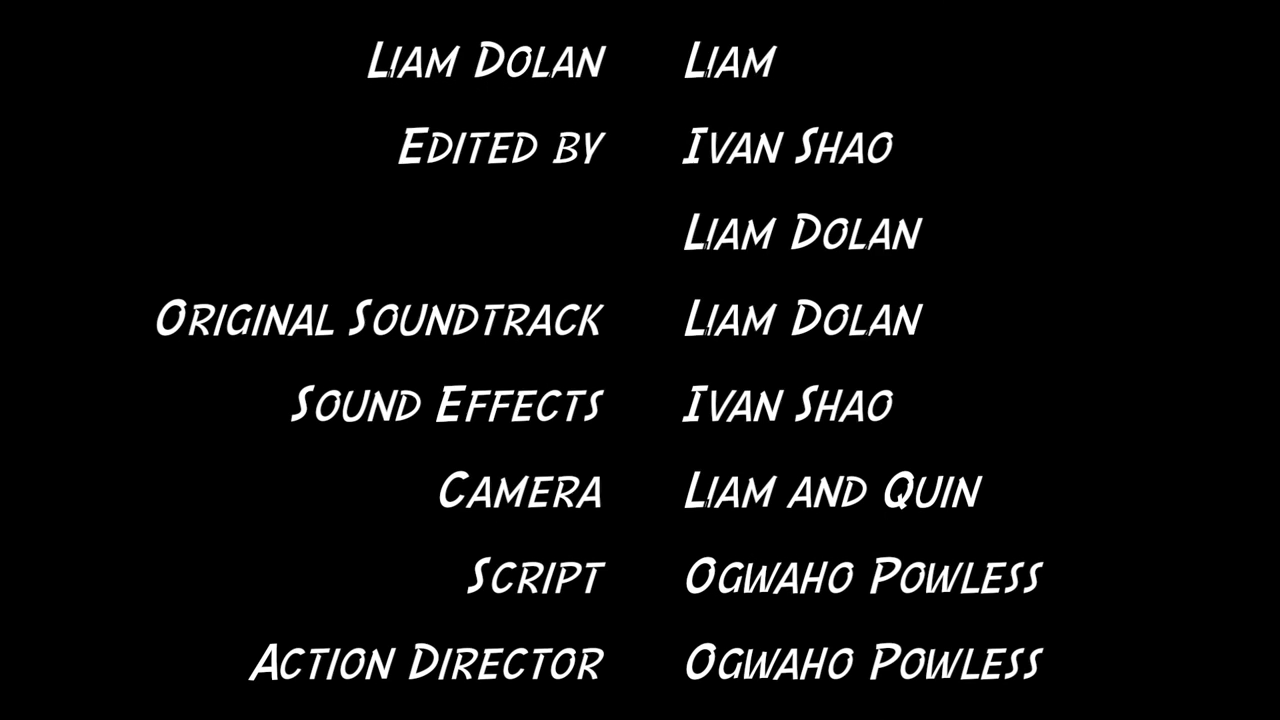 Liam Dolan Liam
Edited by Ivan Shao
Liam Dolan
Original Soundtrack Liam Dolan
Sound Effects Ivan Shao
Camera Liam and Quin
Script Ogwaho Powless
Action Director Ogwaho Powless